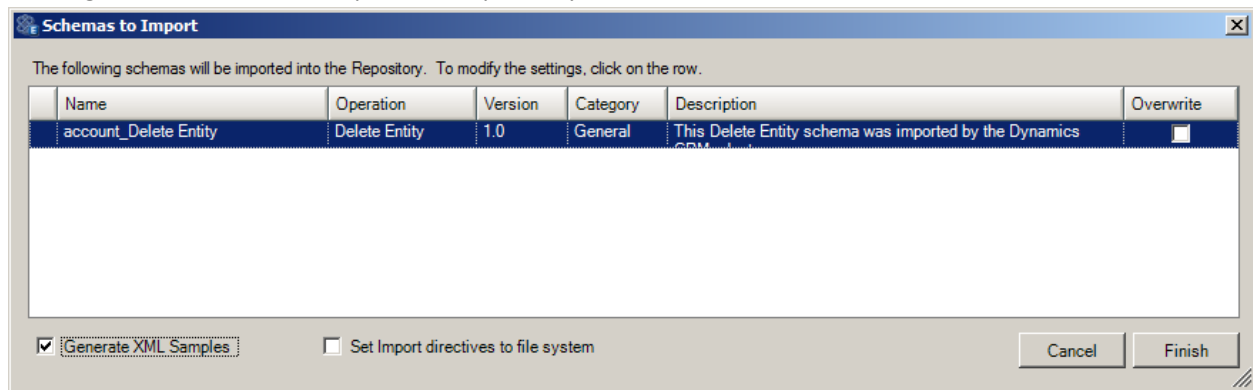 Schemas to Import
The following schemas will be imported into the Repository. To modify the settings, click on the row.
Name Operation Version Category Description Overwrite
account_Delete Entity Delete Entity 1.0 General This Delete Entity schema was imported by the Dynamics
Generate XML Samples Set Import directives to file system Cancel Finish